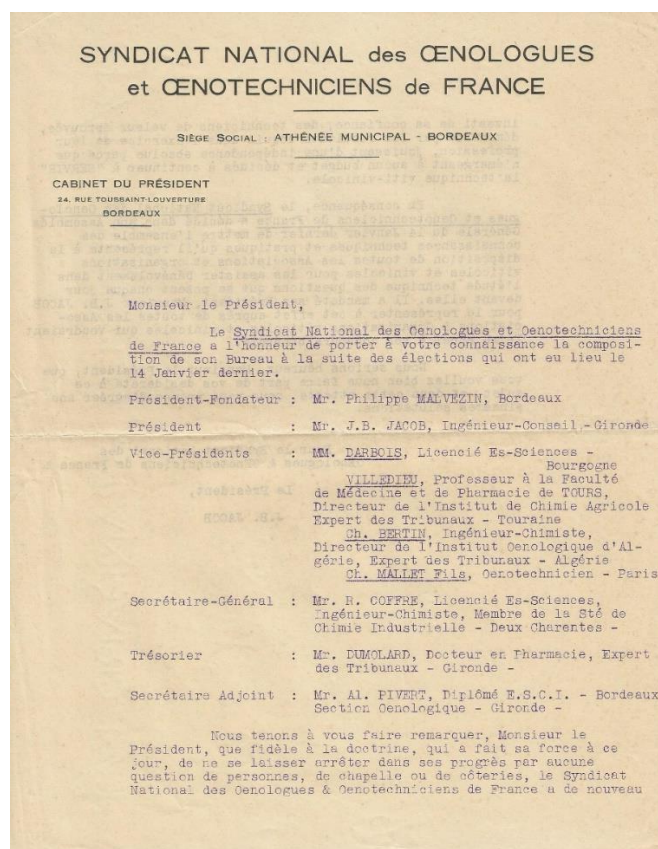 SYNDICAT NATIONAL des ŒNOLOGUES
et ŒNOTECHNICIENS de FRANCE
SIÈGE SOCIAL : ATHÉNÉE MUNICIPAL - BORDEAUX
CABINET DU PRÉSIDENT
24, RUE TOUSSAINT-LOUVERTURE
BORDEAUX
Monsieur le Président,
Le Syndicat National des Oenologues et Oenotechniciens
de France a l'honneur de porter à votre connaissance la composi-
tion de son Bureau à la suite des élections qui ont eu lieu le
14 Janvier dernier.
Président-Fondateur : Mr. Philippe MALVEZIN, Bordeaux
Président : Mr. J.B. JACOB, Ingénieur-Conseil - Gironde
Vice-Présidents : MM. DARBOIS, Licencié Es-Sciences -
Bourgogne
VILLEDIEU, Professeur à la Faculté
de Médecine et de Pharmacie de TOURS,
Directeur de l'Institut de Chimie Agricole
Expert des Tribunaux - Touraine
Ch. BERTIN, Ingénieur-Chimiste,
Directeur de l'Institut Oenologique d'Al-
gérie, Expert des Tribunaux - Algérie
Ch. MALLET Fils, Oenotechnicien - Paris
Secrétaire-Général : Mr. R. COFFRE, Licencié Es-Sciences,
Ingénieur-Chimiste, Membre de la Sté de
Chimie Industrielle - Deux Charentes -
Trésorier : Mr. DUMOLARD, Docteur en Pharmacie, Expert
des Tribunaux - Gironde -
Secrétaire Adjoint : Mr. Al. PIVERT, Diplômé E.S.C.I. - Bordeaux
Section Oenologique - Gironde -
Nous tenons à vous faire remarquer, Monsieur le
Président, que fidèle à la doctrine, qui a fait sa force à ce
jour, de ne se laisser arrêter dans ses progrès par aucune
question de personnes, de chapelle ou de côteries, le Syndicat
National des Oenologues & Oenotechniciens de France a de nouveau